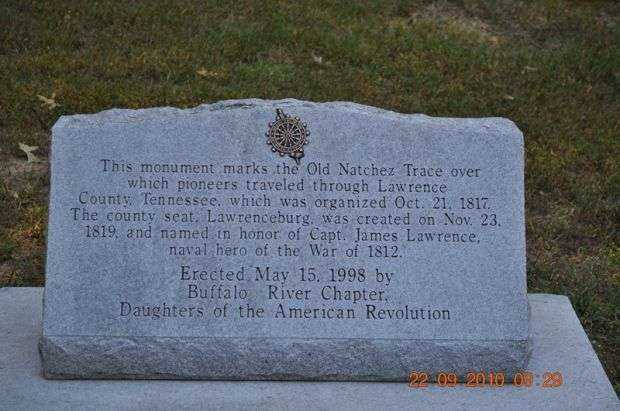 This monument marks the Old Natchez Trace over
which pioneers traveled through Lawrence
County, Tennessee, which was organized Oct. 21, 1817.
The county seat, Lawrenceburg, was created on Nov. 23,
1819, and named in honor of Capt. James Lawrence,
naval hero of the War of 1812.
Erected May 15, 1998 by
Buffalo River Chapter,
Daughters of the American Revolution
22 09 2010 08:29